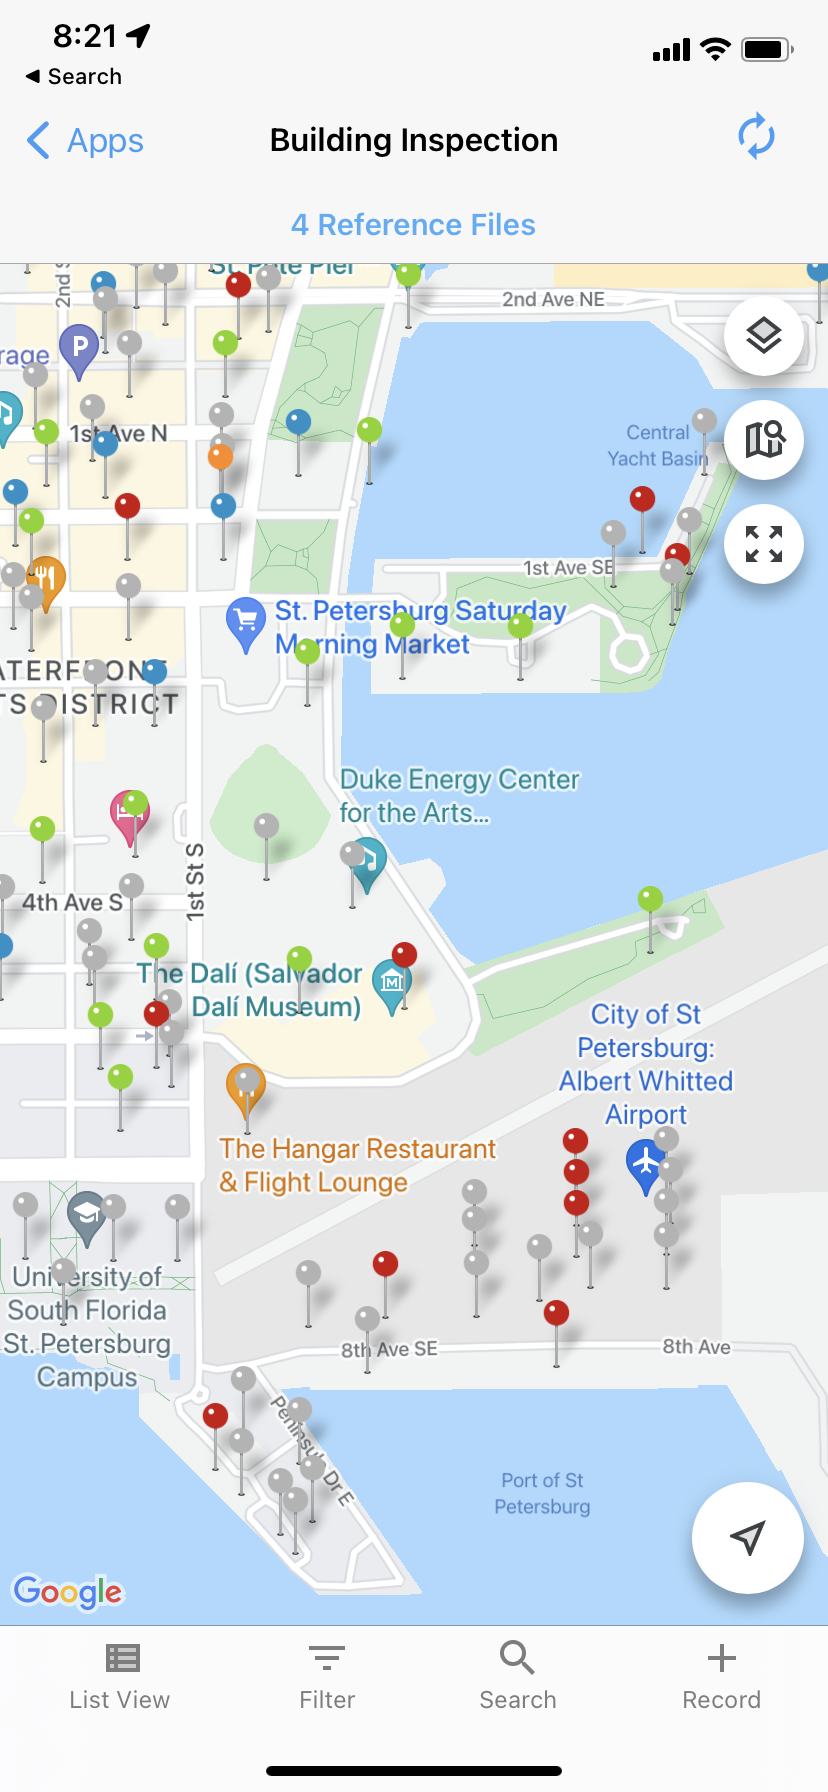 8:21
Search
Apps
Building Inspection
4 Reference Files
St. Pete Pier
2nd Ave NE
P
rage
1st Ave N
Central
Yacht Basin
1st Ave SE
St. Petersburg Saturday
Morning Market
ATERFRONT
TS DISTRICT
Duke Energy Center
for the Arts...
1st St S
4th Ave S
The Dalí (Salvador
Dalí Museum)
M
City of St
Petersburg:
Albert Whitted
Airport
The Hangar Restaurant
& Flight Lounge
University of
South Florida
St. Petersburg
Campus
8th Ave SE
8th Ave
Peninsula Dr E
Port of St
Petersburg
Google
List View
Filter
Search
Record